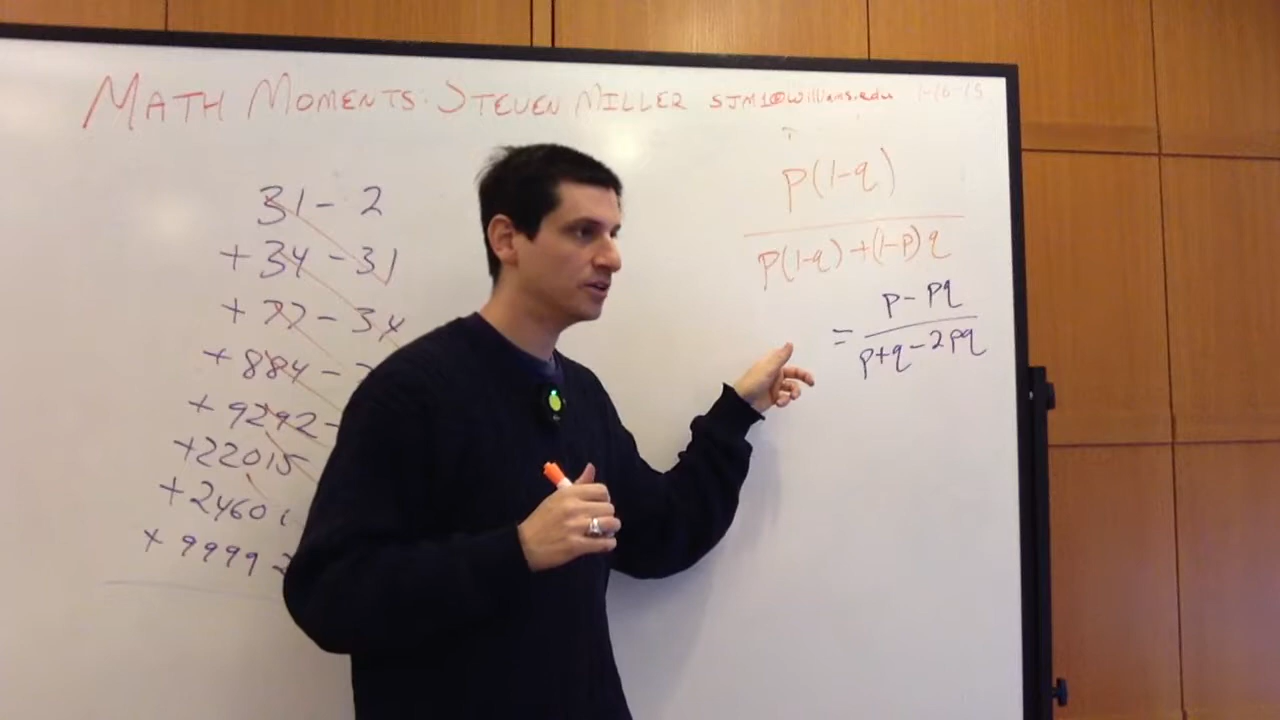 MATH MOMENTS: STEVEN MILLER SJM1@williams.edu
31 - 2
+ 34 - 31
+ 77 - 34
+ 884 -
+ 9292 -
+22015
+ 24601
+ 9999
p(1-q)
p(1-q) + (1-p)q
= p - pq
p+q - 2pq